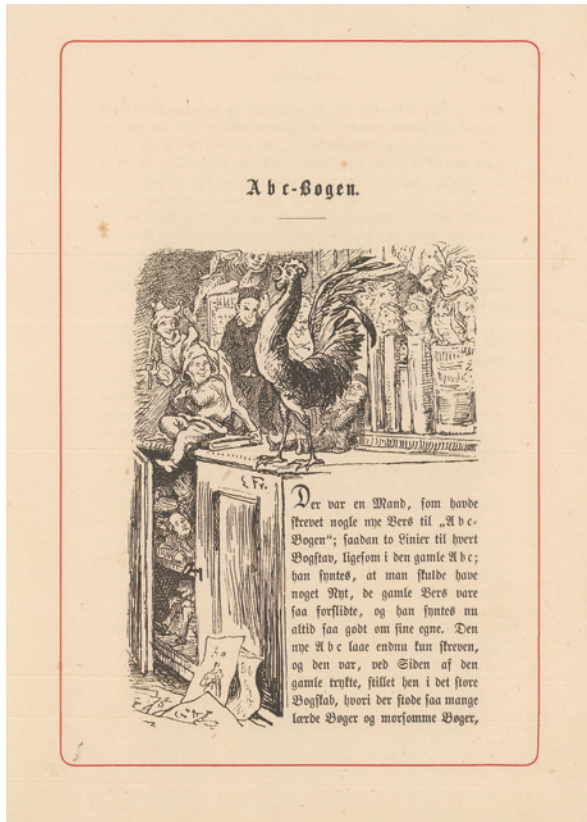 Abc-Bogen.
L Fr.
Der var en Mand, som havde
skrevet nogle nye Vers til „Abc-
Bogen“; saadan to Linier til hvert
Bogstav, ligesom i den gamle Abc;
han syntes, at man skulde have
noget Nyt, de gamle Vers vare
saa forslidte, og han syntes nu
altid saa godt om sine egne. Den
nye Abc laae endnu kun skreven,
og den var, ved Siden af den
gamle trykte, stillet hen i det store
Bogskab, hvori der stode saa mange
lærde Bøger og morsomme Bøger,